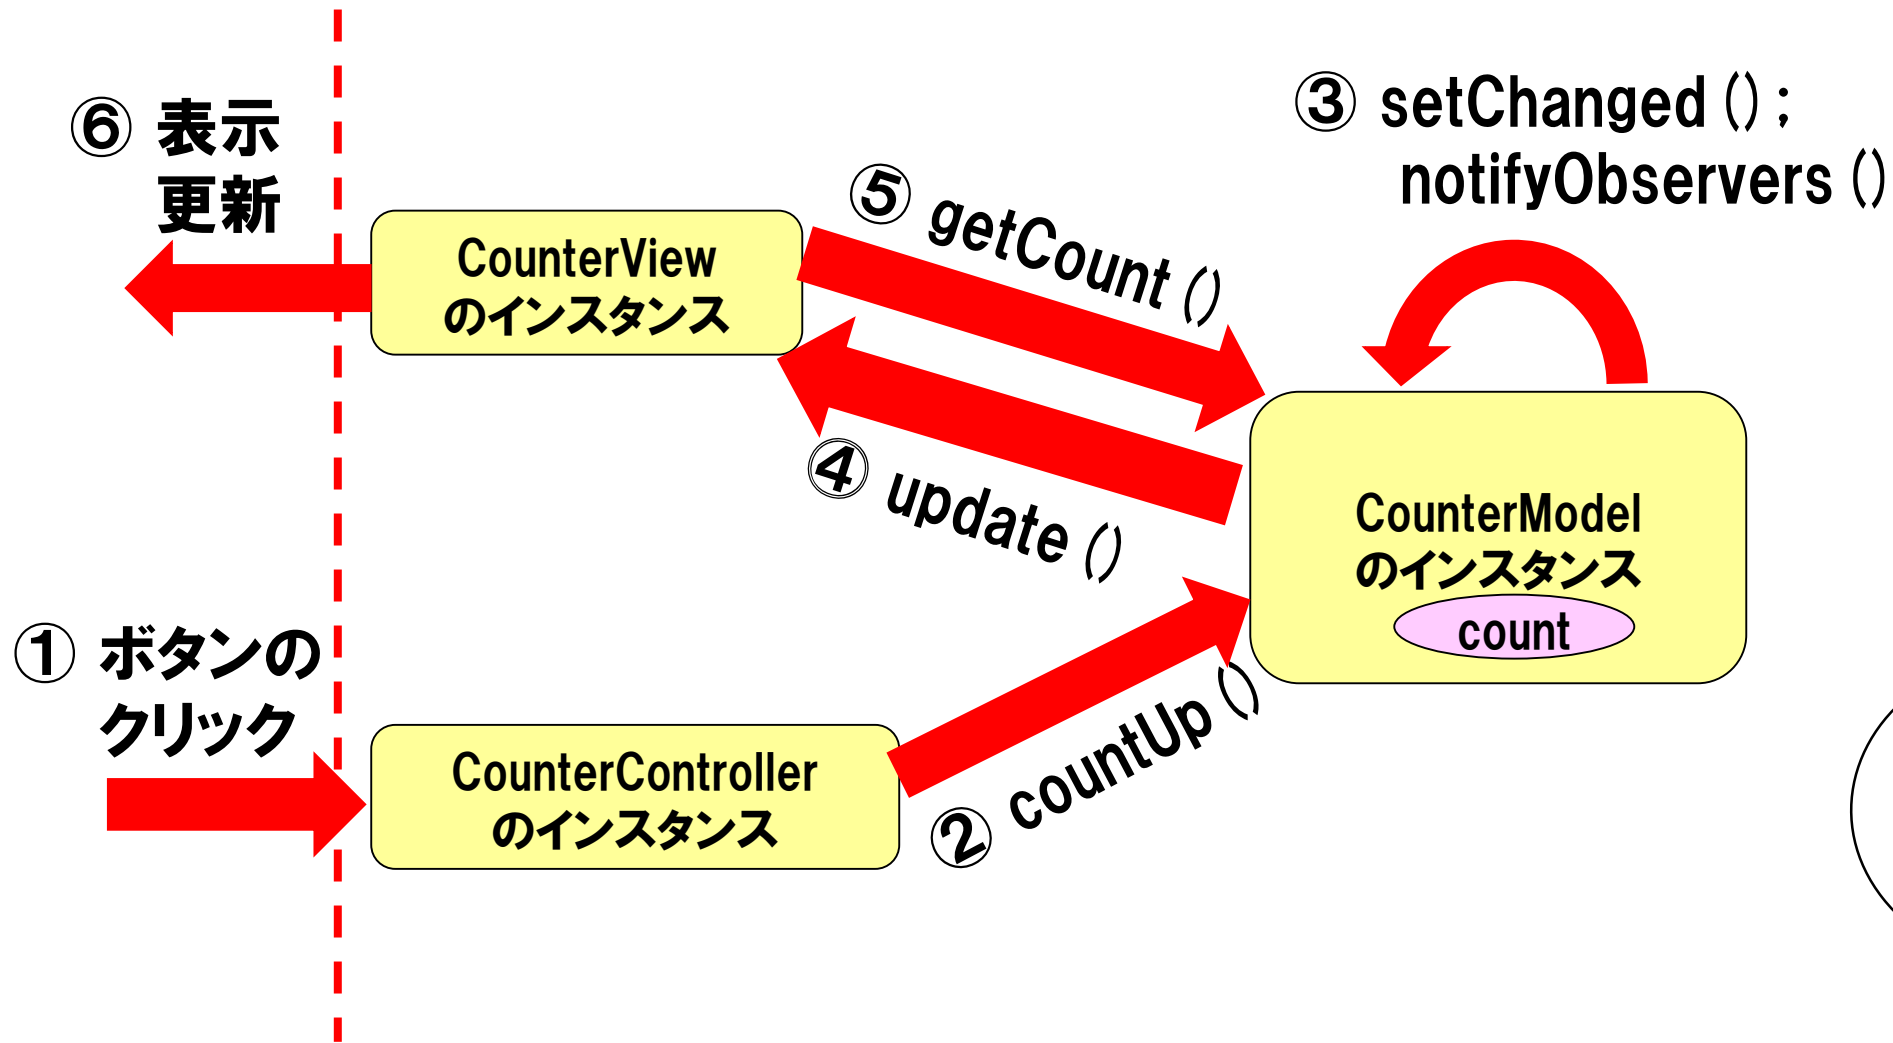 ⑥ 表示
更新
③ setChanged();
notifyObservers()
⑤ getCount()
CounterView
のインスタンス
④ update()
CounterModel
のインスタンス
count
① ボタンの
クリック
CounterController
のインスタンス
② countUp()